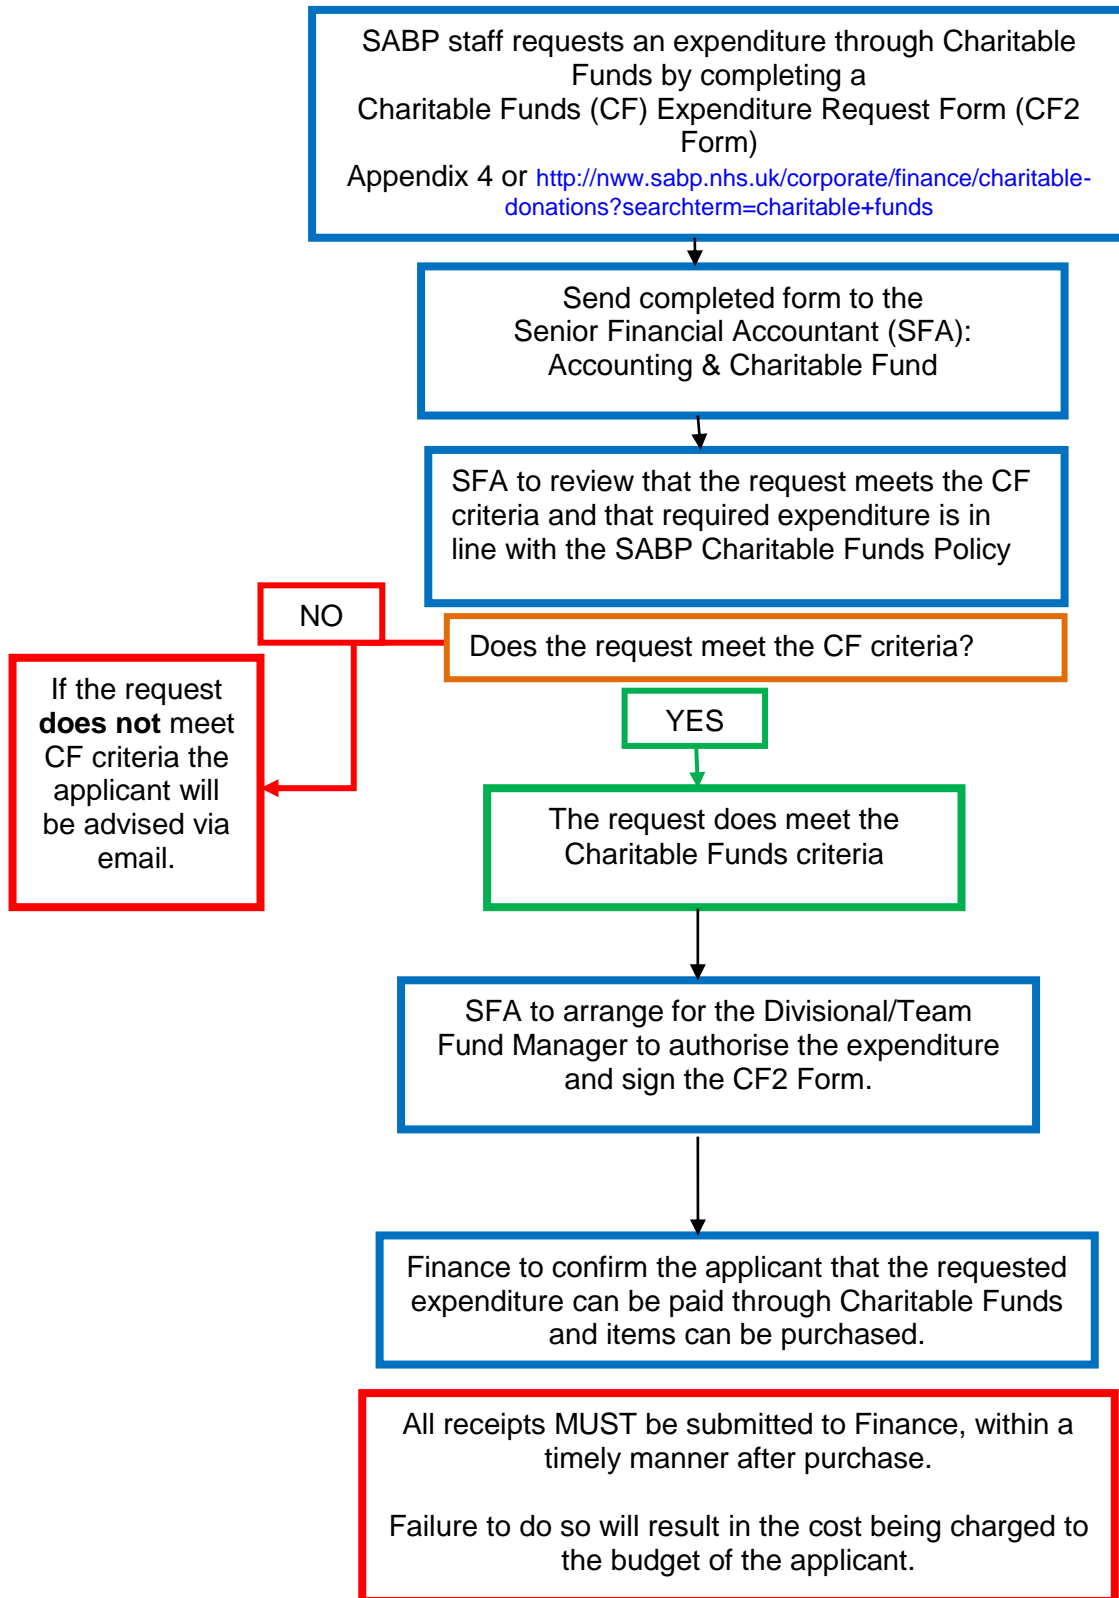 SABP staff requests an expenditure through Charitable
Funds by completing a
Charitable Funds (CF) Expenditure Request Form (CF2
Form)
Appendix 4 or http://nww.sabp.nhs.uk/corporate/finance/charitable-
donations?searchterm=charitable+funds
Send completed form to the
Senior Financial Accountant (SFA):
Accounting & Charitable Fund
SFA to review that the request meets the CF
criteria and that required expenditure is in
line with the SABP Charitable Funds Policy
NO
Does the request meet the CF criteria?
If the request
does not meet
CF criteria the
applicant will
be advised via
email.
YES
The request does meet the
Charitable Funds criteria
SFA to arrange for the Divisional/Team
Fund Manager to authorise the expenditure
and sign the CF2 Form.
Finance to confirm the applicant that the requested
expenditure can be paid through Charitable Funds
and items can be purchased.
All receipts MUST be submitted to Finance, within a
timely manner after purchase.
Failure to do so will result in the cost being charged to
the budget of the applicant.